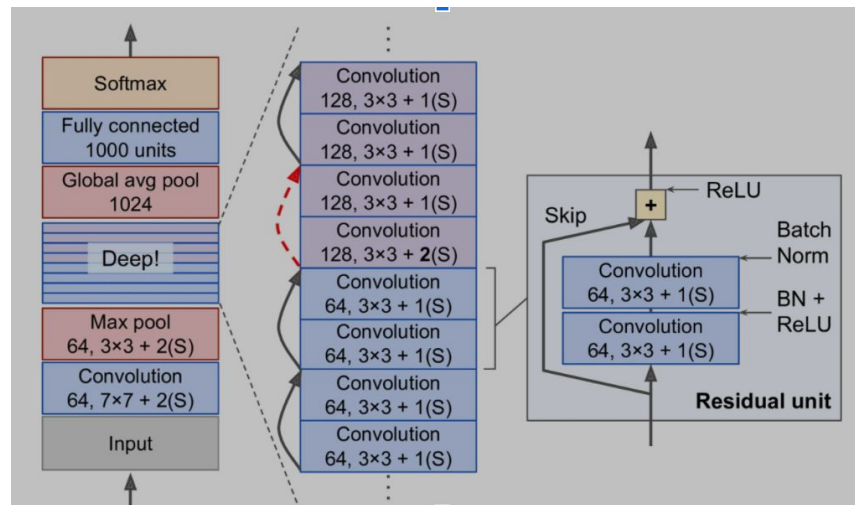 Softmax
Fully connected
1000 units
Global avg pool
1024
Deep!
Max pool
64, 3×3 + 2(S)
Convolution
64, 7×7 + 2(S)
Input
Convolution
128, 3×3 + 1(S)
Convolution
128, 3×3 + 1(S)
Convolution
128, 3×3 + 1(S)
Convolution
128, 3×3 + 2(S)
Convolution
64, 3×3 + 1(S)
Convolution
64, 3×3 + 1(S)
Convolution
64, 3×3 + 1(S)
Convolution
64, 3×3 + 1(S)
+
ReLU
Skip
Batch
Norm
Convolution
64, 3×3 + 1(S)
BN +
ReLU
Convolution
64, 3×3 + 1(S)
Residual unit